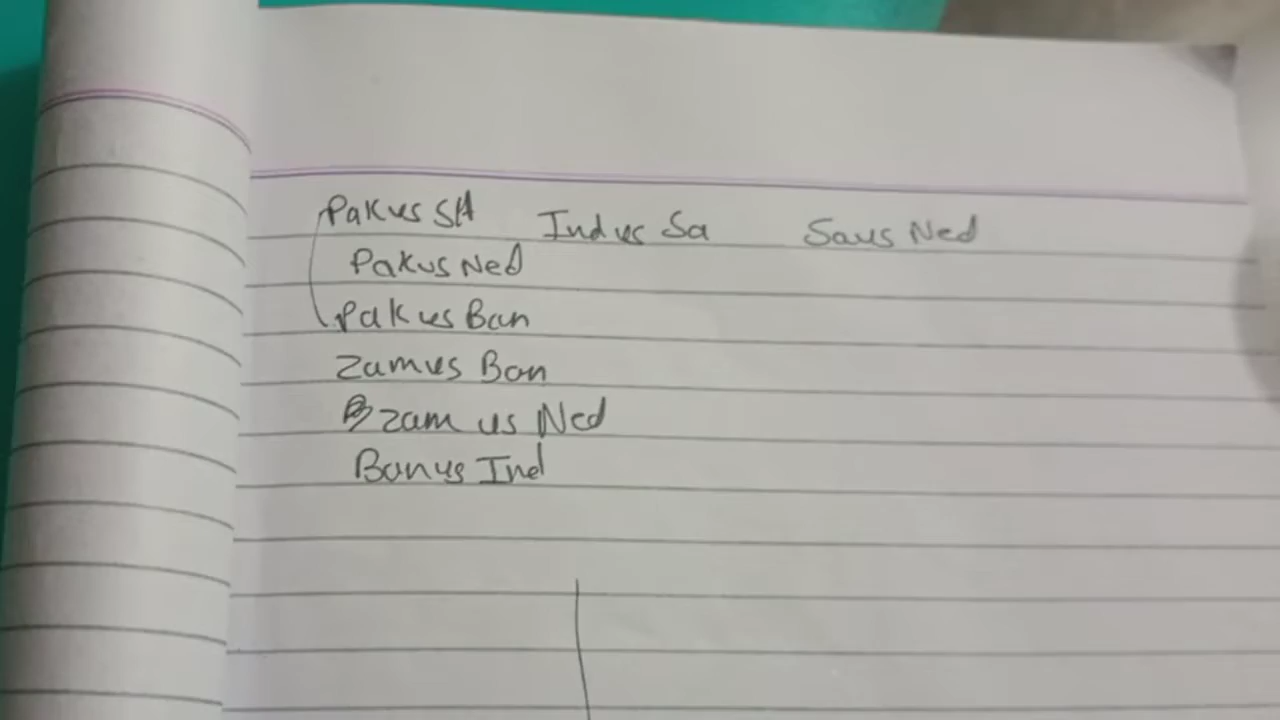 Pak vs SA Ind vs Sa Sa vs Ned
Pak vs Ned
Pak vs Ban
Zam vs Ban
B zam vs Ned
Ban vs Ind